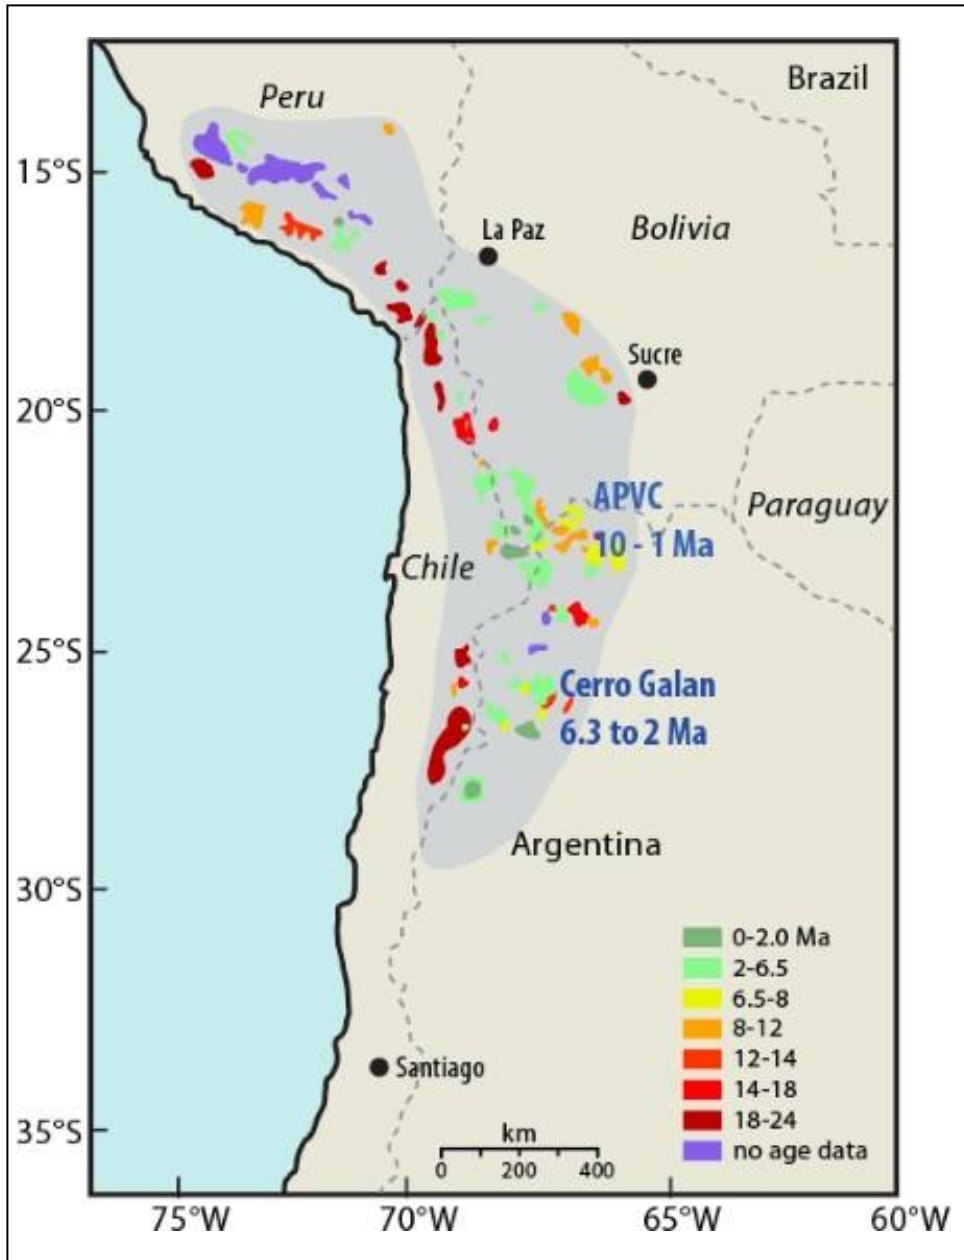 Brazil
Peru
15°S
La Paz
Bolivia
Sucre
20°S
APVC
10 - 1 Ma
Paraguay
Chile
25°S
Cerro Galan
6.3 to 2 Ma
Argentina
30°S
0-2.0 Ma
2-6.5
6.5-8
8-12
12-14
14-18
18-24
no age data
Santiago
35°S
km
0 200 400
75°W 70°W 65°W 60°W